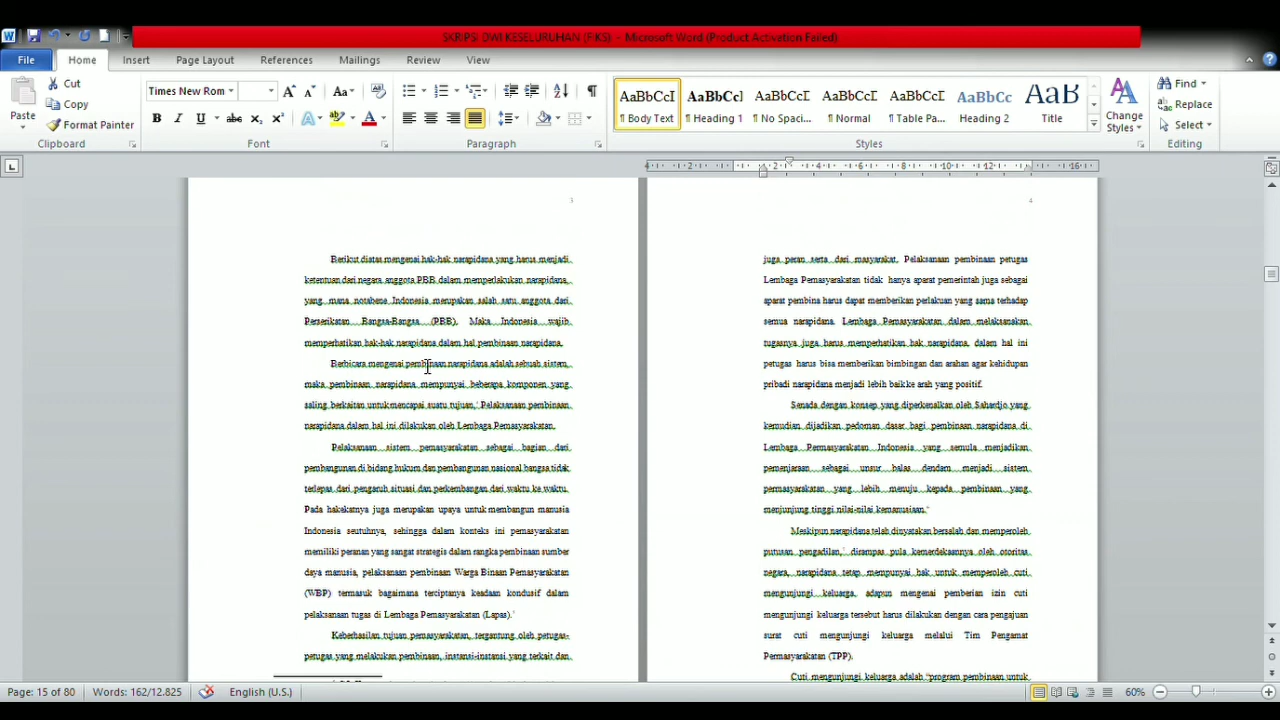 SKRIPSI DWI KESELURUHAN (FIKS) - Microsoft Word (Product Activation Failed)
File Home Insert Page Layout References Mailings Review View
Paste
Cut
Copy
Format Painter
Clipboard
Times New Rom
Font
Paragraph
AaBbCcI AaBbCcI AaBbCcI AaBbCcI AaBbCcI AaBbCc AaB
¶ Body Text ¶ Heading 1 ¶ No Spaci... ¶ Normal ¶ Table Pa... Heading 2 Title
Styles
Change Styles
Find
Replace
Select
Editing
3
Berikut diatas mengenai hak-hak narapidana yang harus menjadi
ketentuan dari negara anggota PBB dalam memperlakukan narapidana,
yang mana notabene Indonesia merupakan salah satu anggota dari
Perserikatan Bangsa-Bangsa (PBB). Maka Indonesia wajib
memperhatikan hak-hak narapidana dalam hal pembinaan narapidana.
Berbicara mengenai pembinaan narapidana adalah sebuah sistem,
maka pembinaan narapidana mempunyai beberapa komponen yang
saling berkaitan untuk mencapai suatu tujuan, Pelaksanaan pembinaan
narapidana dalam hal ini dilakukan oleh Lembaga Pemasyarakatan.
Pelaksanaan sistem pemasyarakatan sebagai bagian dari
pembangunan di bidang hukum dan pembangunan nasional bangsa tidak
terlepas dari pengaruh situasi dan perkembangan dari waktu ke waktu.
Pada hakekatnya juga merupakan upaya untuk membangun manusia
Indonesia seutuhnya, sehingga dalam konteks ini pemasyarakatan
memiliki peranan yang sangat strategis dalam rangka pembinaan sumber
daya manusia, pelaksanaan pembinaan Warga Binaan Pemasyarakatan
(WBP) termasuk bagaimana terciptanya keadaan kondusif dalam
pelaksanaan tugas di Lembaga Pemasyarakatan (Lapas).
Keberhasilan tujuan pemasyarakatan, tergantung oleh petugas-
petugas yang melakukan pembinaan, instansi-instansi yang terkait dan
4
juga peran serta dari masyarakat. Pelaksanaan pembinaan petugas
Lembaga Pemasyarakatan tidak hanya aparat pemerintah juga sebagai
aparat pembina harus dapat memberikan perlakuan yang sama terhadap
semua narapidana. Lembaga Pemasyarakatan dalam melaksanakan
tugasnya juga harus memperhatikan hak narapidana, dalam hal ini
petugas harus bisa memberikan bimbingan dan arahan agar kehidupan
pribadi narapidana menjadi lebih baik ke arah yang positif.
Senada dengan konsep yang diperkenalkan oleh Sahardjo yang
kemudian dijadikan pedoman dasar bagi pembinaan narapidana di
Lembaga Permasyarakatan Indonesia yang semula menjadikan
pemenjaraan sebagai unsur balas dendam menjadi sistem
permasyarakatan yang lebih menuju kepada pembinaan yang
menjunjung tinggi nilai-nilai kemanusiaan.
Meskipun narapidana telah dinyatakan bersalah dan memperoleh
putusan pengadilan, dirampas pula kemerdekaannya oleh otoritas
negara, narapidana tetap mempunyai hak untuk memperoleh cuti
mengunjungi keluarga, adapun mengenai pemberian izin cuti
mengunjungi keluarga tersebut harus dilakukan dengan cara pengajuan
surat cuti mengunjungi keluarga melalui Tim Pengamat
Permasyarakatan (TPP).
Cuti mengunjungi keluarga adalah "program pembinaan untuk
Page: 15 of 80 Words: 162/12.825 English (U.S.) 60%